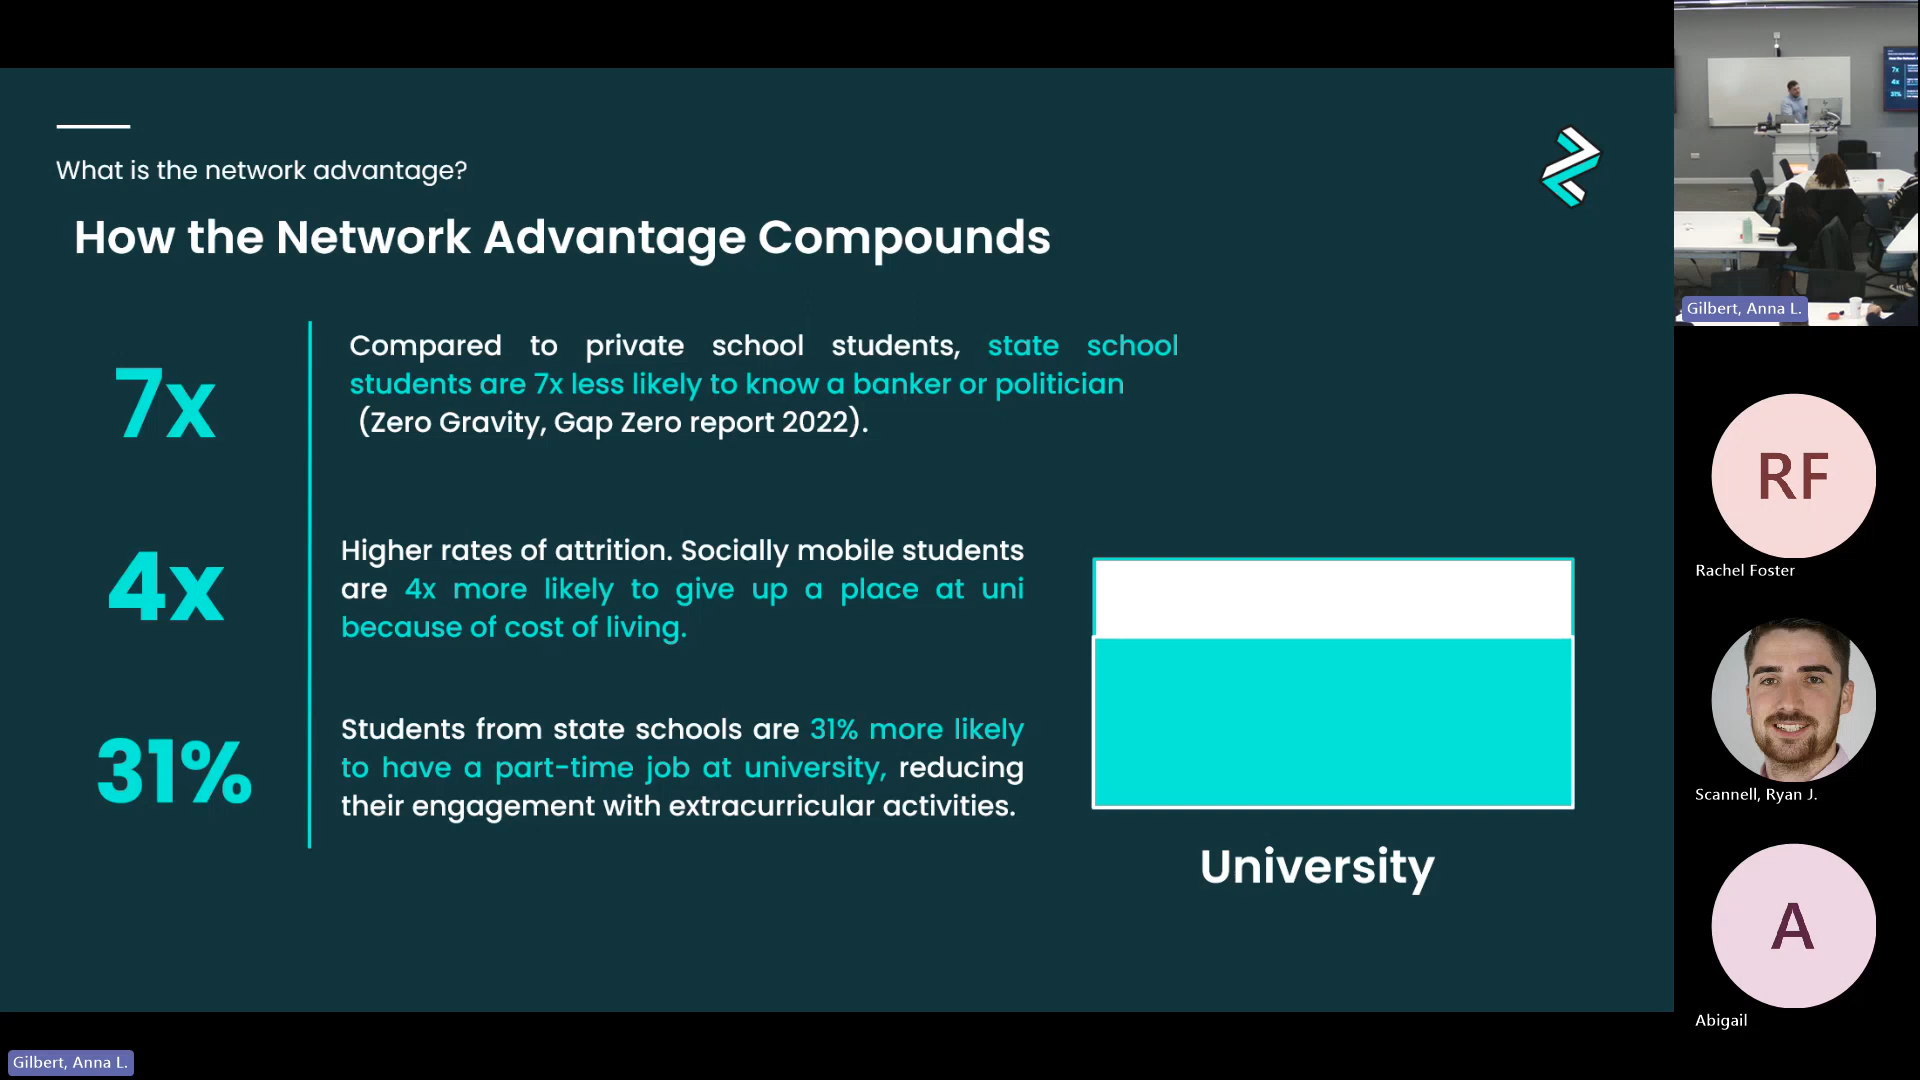 What is the network advantage?
How the Network Advantage Compounds
7x
Compared to private school students, state school
students are 7x less likely to know a banker or politician
(Zero Gravity, Gap Zero report 2022).
4x
Higher rates of attrition. Socially mobile students
are 4x more likely to give up a place at uni
because of cost of living.
31%
Students from state schools are 31% more likely
to have a part-time job at university, reducing
their engagement with extracurricular activities.
University
Gilbert, Anna L.
RF
Rachel Foster
Scannell, Ryan J.
A
Abigail
Gilbert, Anna L.